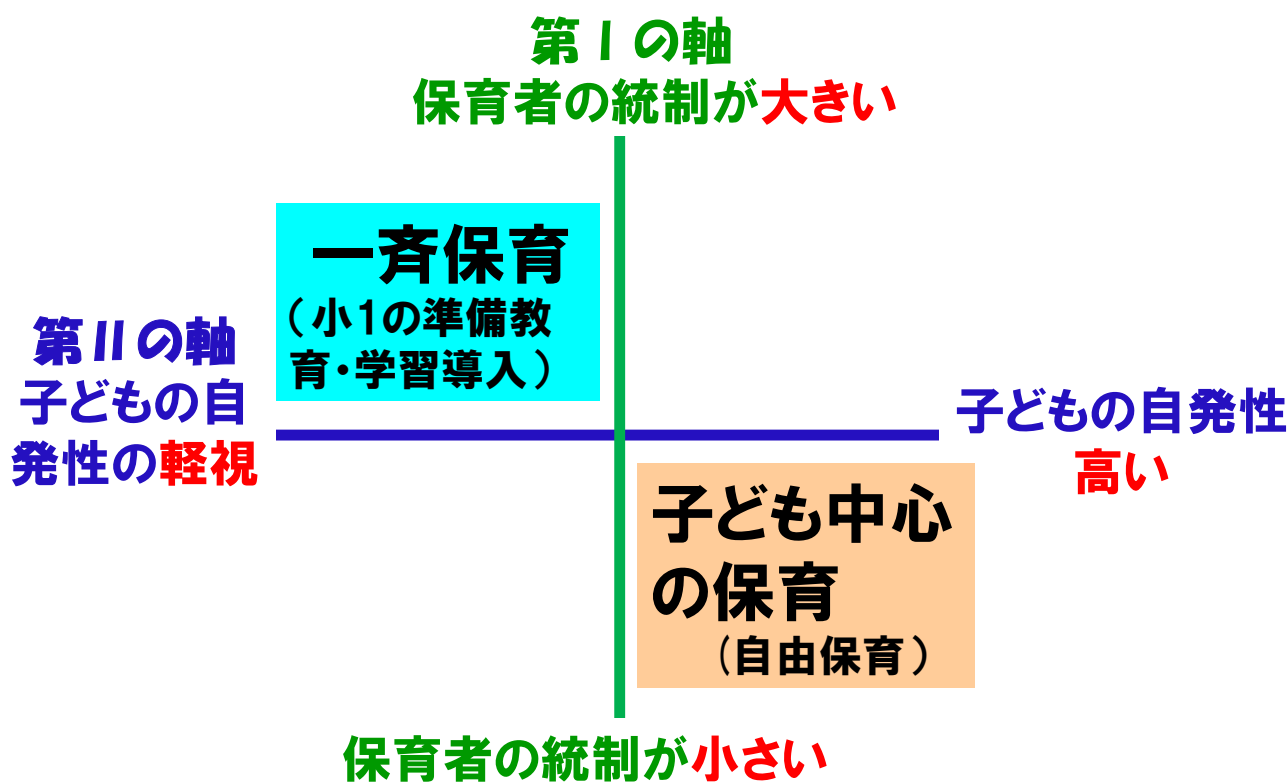 第Ⅰの軸
保育者の統制が大きい
一斉保育
（小1の準備教
育・学習導入）
第Ⅱの軸
子どもの自
発性の軽視
子どもの自発性
高い
子ども中心
の保育
（自由保育）
保育者の統制が小さい